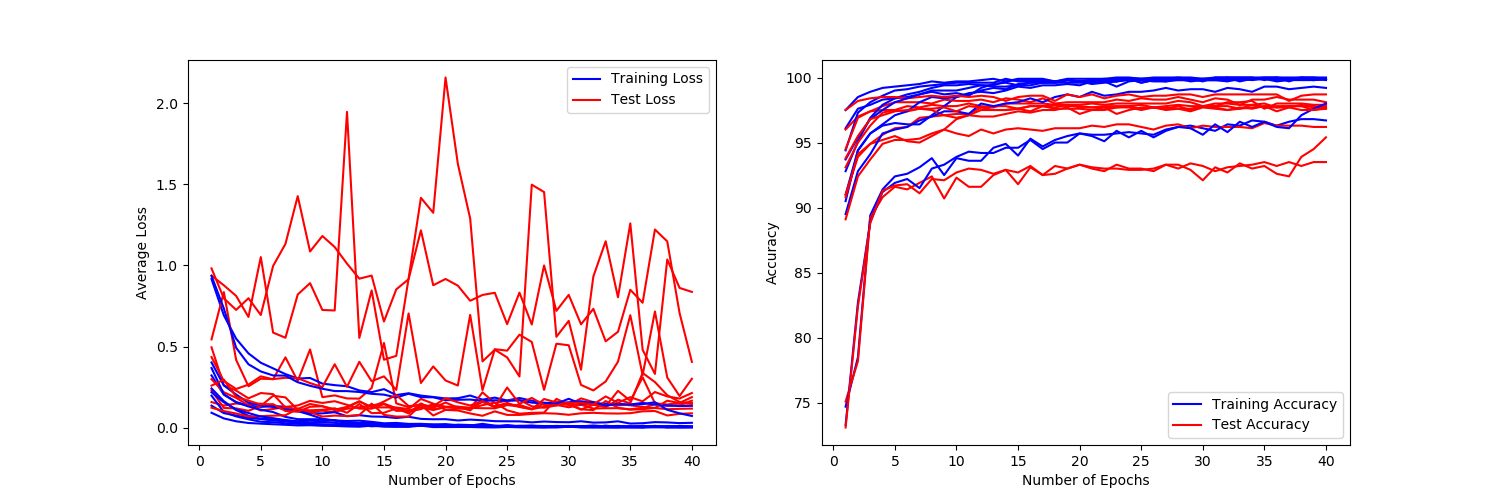 Training Loss
Test Loss
Average Loss
2.0
1.5
1.0
0.5
0.0
0 5 10 15 20 25 30 35 40
Number of Epochs
Accuracy
100
95
90
85
80
75
Training Accuracy
Test Accuracy
0 5 10 15 20 25 30 35 40
Number of Epochs